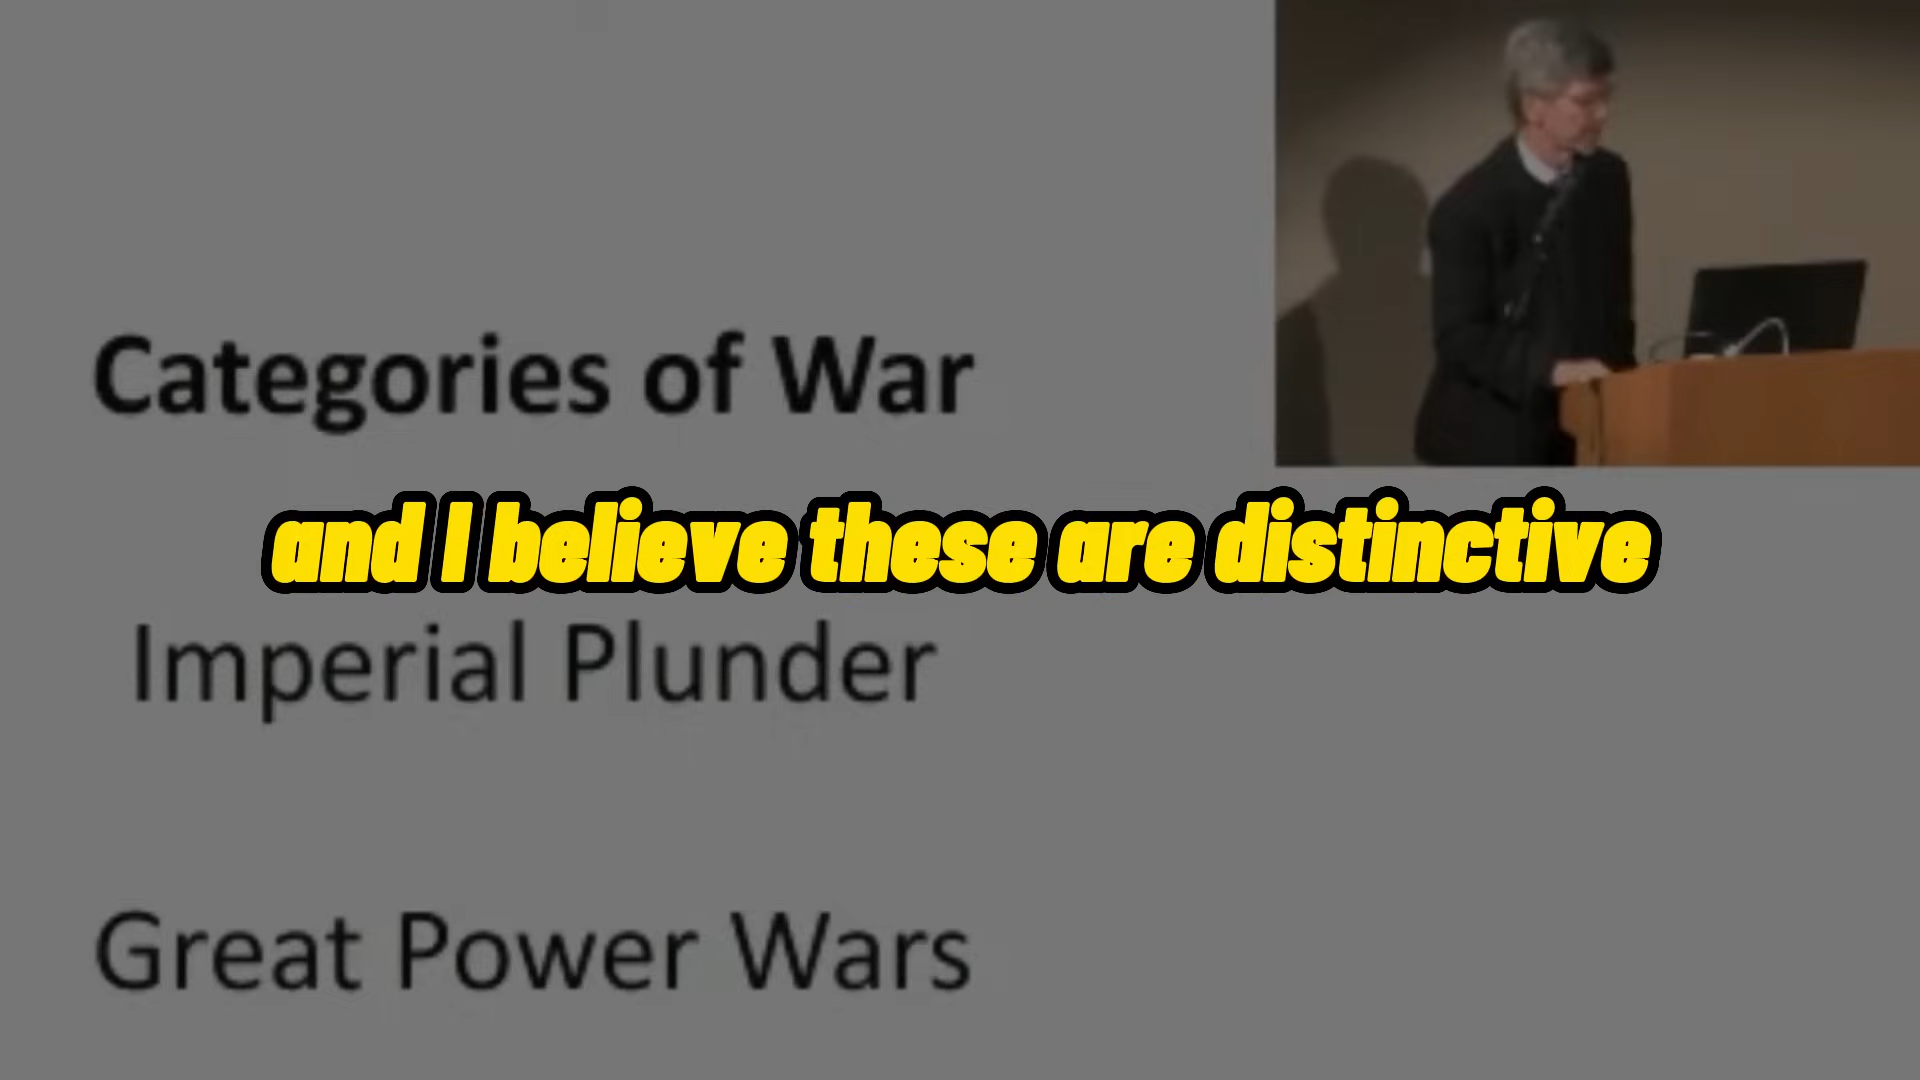 Categories of War
and I believe these are distinctive
Imperial Plunder
Great Power Wars